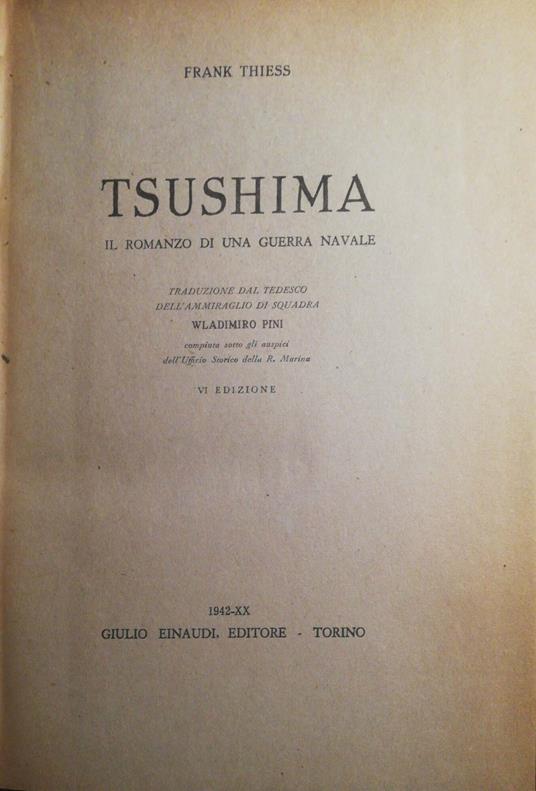 FRANK THIESS
TSUSHIMA
IL ROMANZO DI UNA GUERRA NAVALE
TRADUZIONE DAL TEDESCO
DELL'AMMIRAGLIO DI SQUADRA
WLADIMIRO PINI
compiuta sotto gli auspici
dell'Ufficio Storico della R. Marina
VI EDIZIONE
1942-XX
GIULIO EINAUDI, EDITORE - TORINO